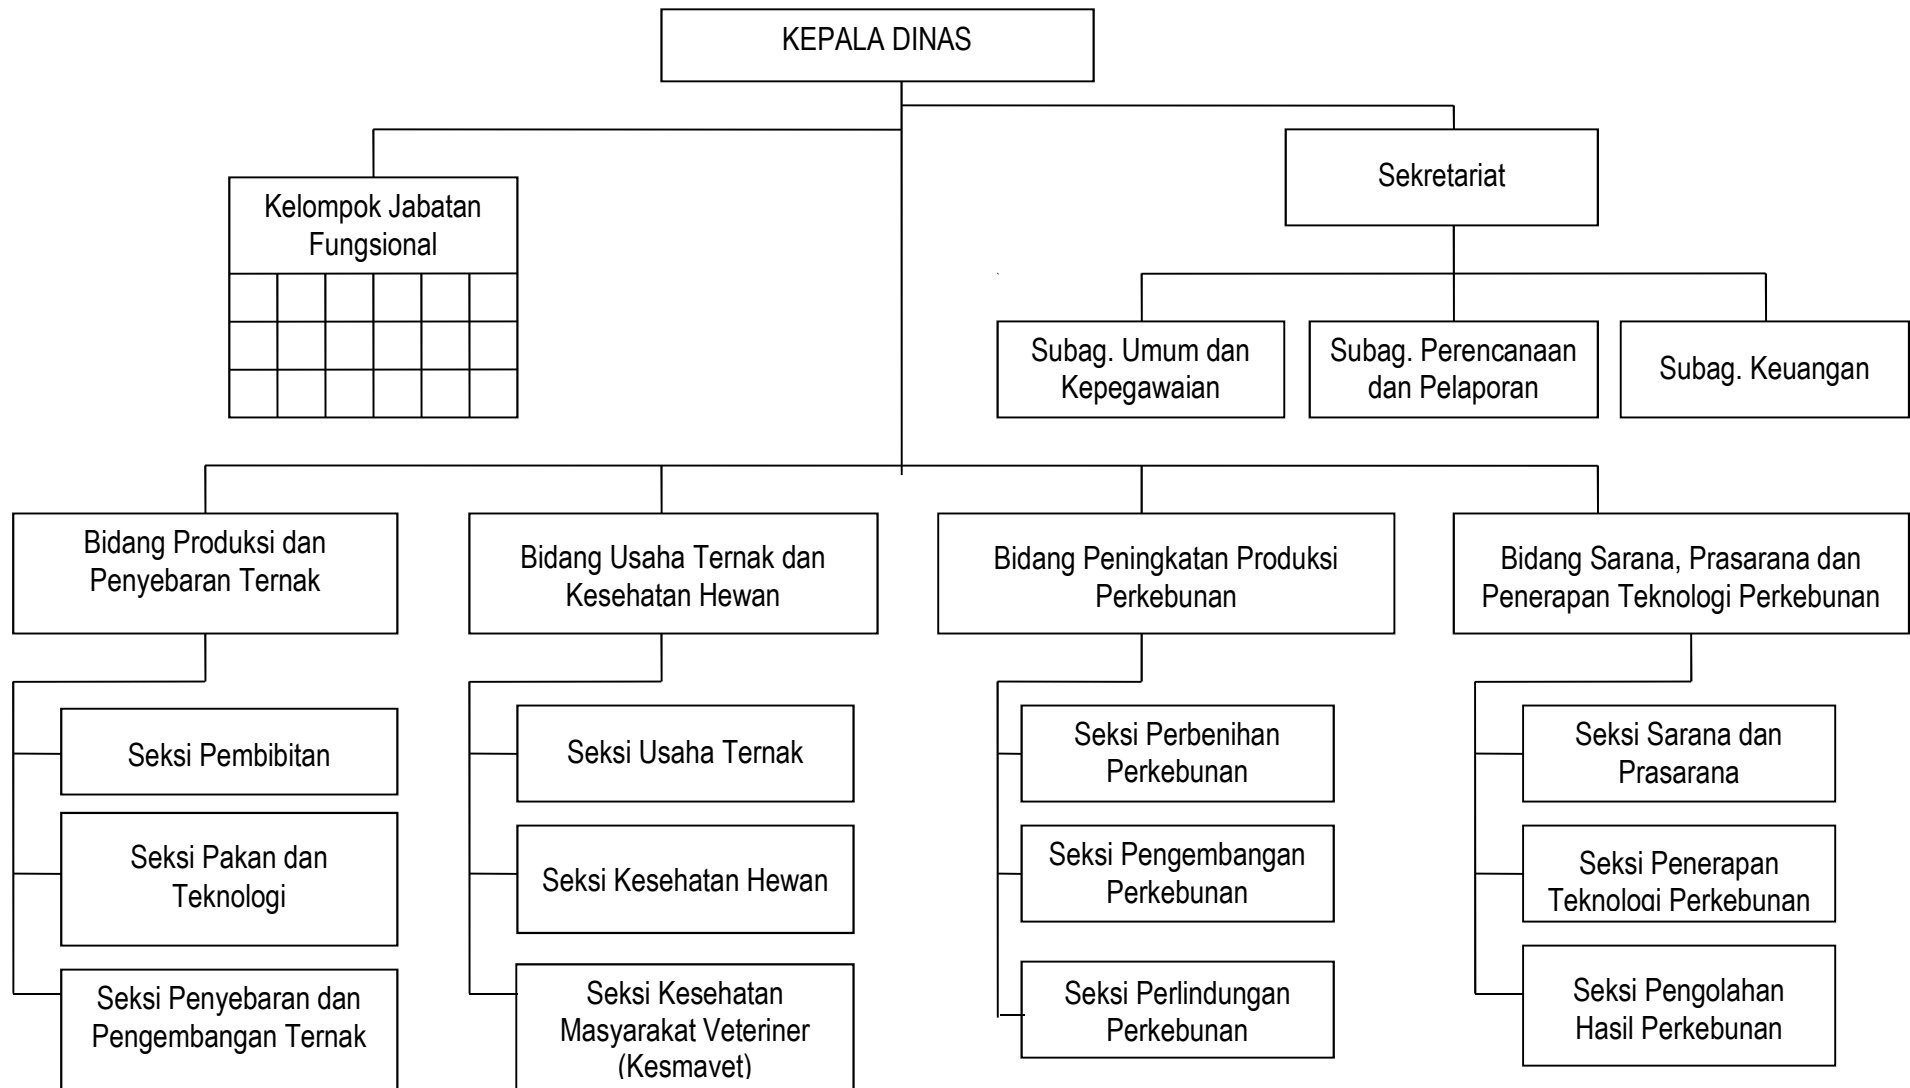 KEPALA DINAS
Sekretariat
Kelompok Jabatan
Fungsional
Subag. Umum dan
Kepegawaian
Subag. Perencanaan
dan Pelaporan
Subag. Keuangan
Bidang Produksi dan
Penyebaran Ternak
Bidang Usaha Ternak dan
Kesehatan Hewan
Bidang Peningkatan Produksi
Perkebunan
Bidang Sarana, Prasarana dan
Penerapan Teknologi Perkebunan
Seksi Pembibitan
Seksi Pakan dan
Teknologi
Seksi Penyebaran dan
Pengembangan Ternak
Seksi Usaha Ternak
Seksi Kesehatan Hewan
Seksi Kesehatan
Masyarakat Veteriner
(Kesmavet)
Seksi Perbenihan
Perkebunan
Seksi Pengembangan
Perkebunan
Seksi Perlindungan
Perkebunan
Seksi Sarana dan
Prasarana
Seksi Penerapan
Teknologi Perkebunan
Seksi Pengolahan
Hasil Perkebunan